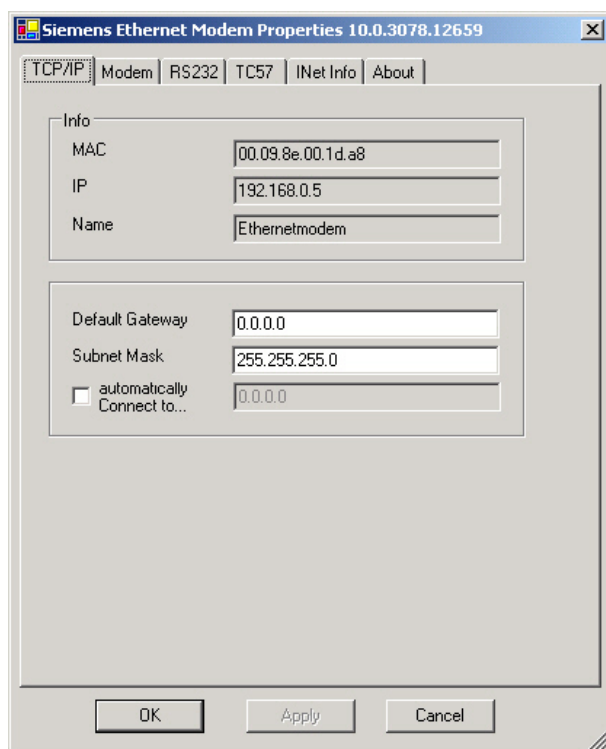 Siemens Ethernet Modem Properties 10.0.3078.12659
TCP/IP Modem RS232 TC57 INet Info About
Info
MAC 00.09.8e.00.1d.a8
IP 192.168.0.5
Name Ethernetmodem
Default Gateway 0.0.0.0
Subnet Mask 255.255.255.0
automatically
Connect to... 0.0.0.0
OK Apply Cancel